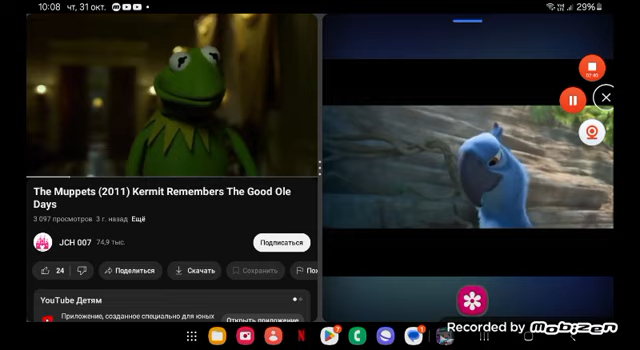 10:08 чт, 31 окт.
29%
07:40
The Muppets (2011) Kermit Remembers The Good Ole
Days
3 097 просмотров 3 г. назад Ещё
JCH 007 74,9 тыс.
Подписаться
24
Поделиться
Скачать
Сохранить
YouTube Детям
Приложение, созданное специально для юных
Открыть приложение
Recorded by Mobizen